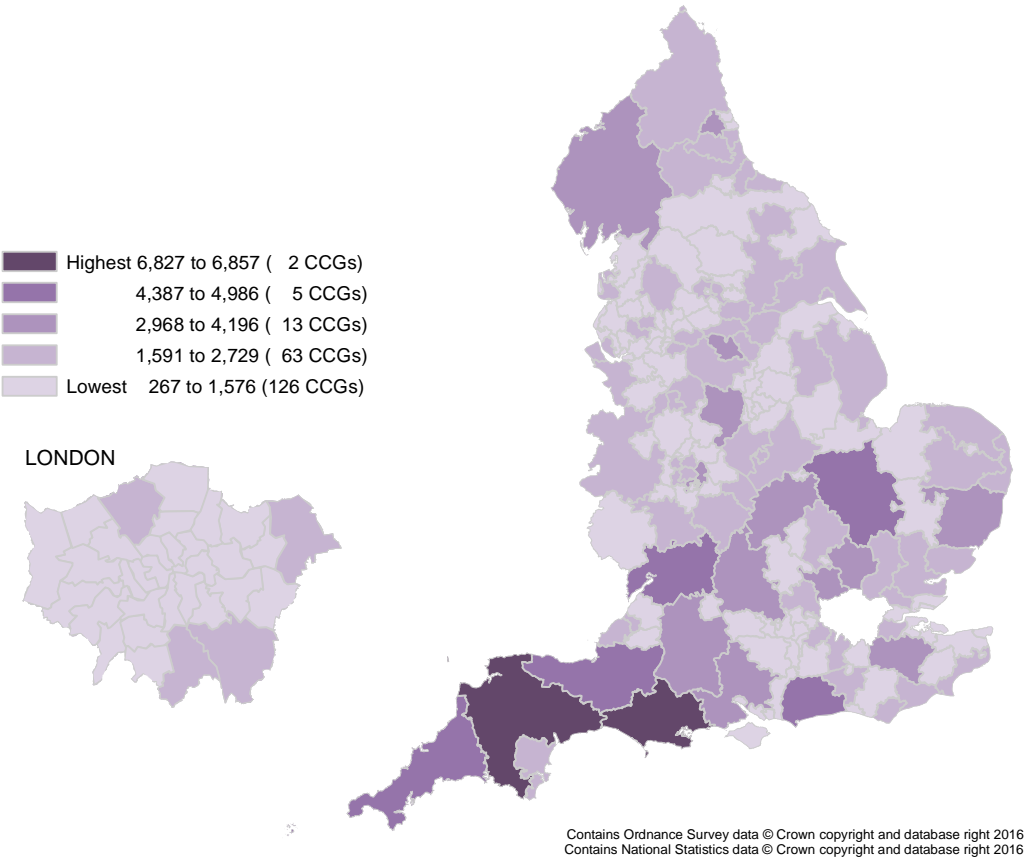 Highest 6,827 to 6,857 ( 2 CCGs)
4,387 to 4,986 ( 5 CCGs)
2,968 to 4,196 ( 13 CCGs)
1,591 to 2,729 ( 63 CCGs)
Lowest 267 to 1,576 (126 CCGs)
LONDON
Contains Ordnance Survey data © Crown copyright and database right 2016
Contains National Statistics data © Crown copyright and database right 2016